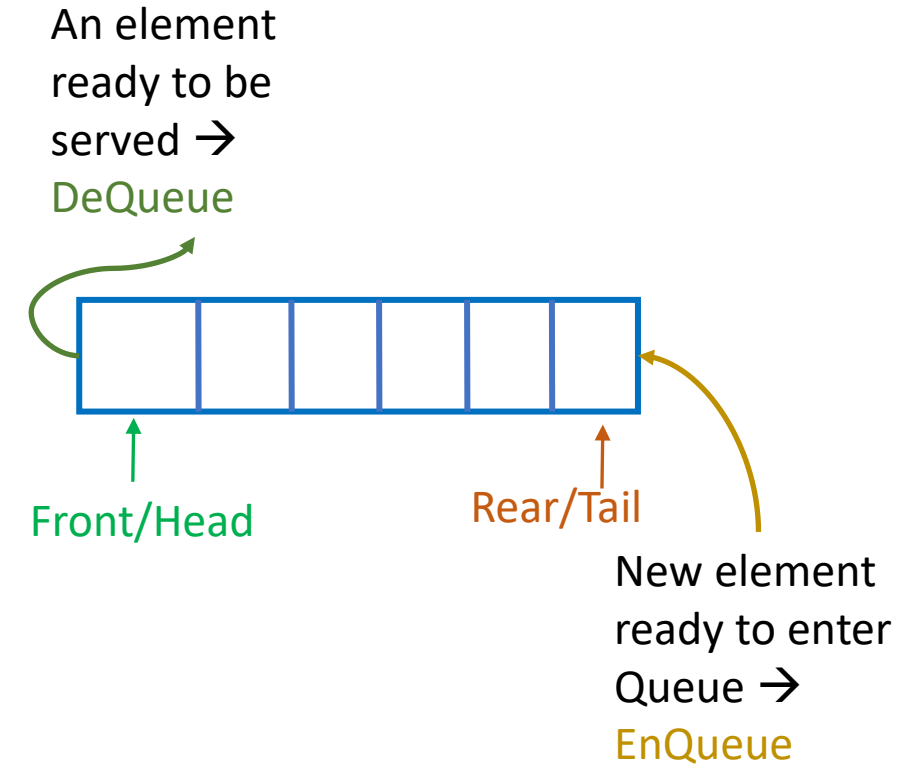 An element
ready to be
served →
DeQueue
Front/Head
Rear/Tail
New element
ready to enter
Queue →
EnQueue